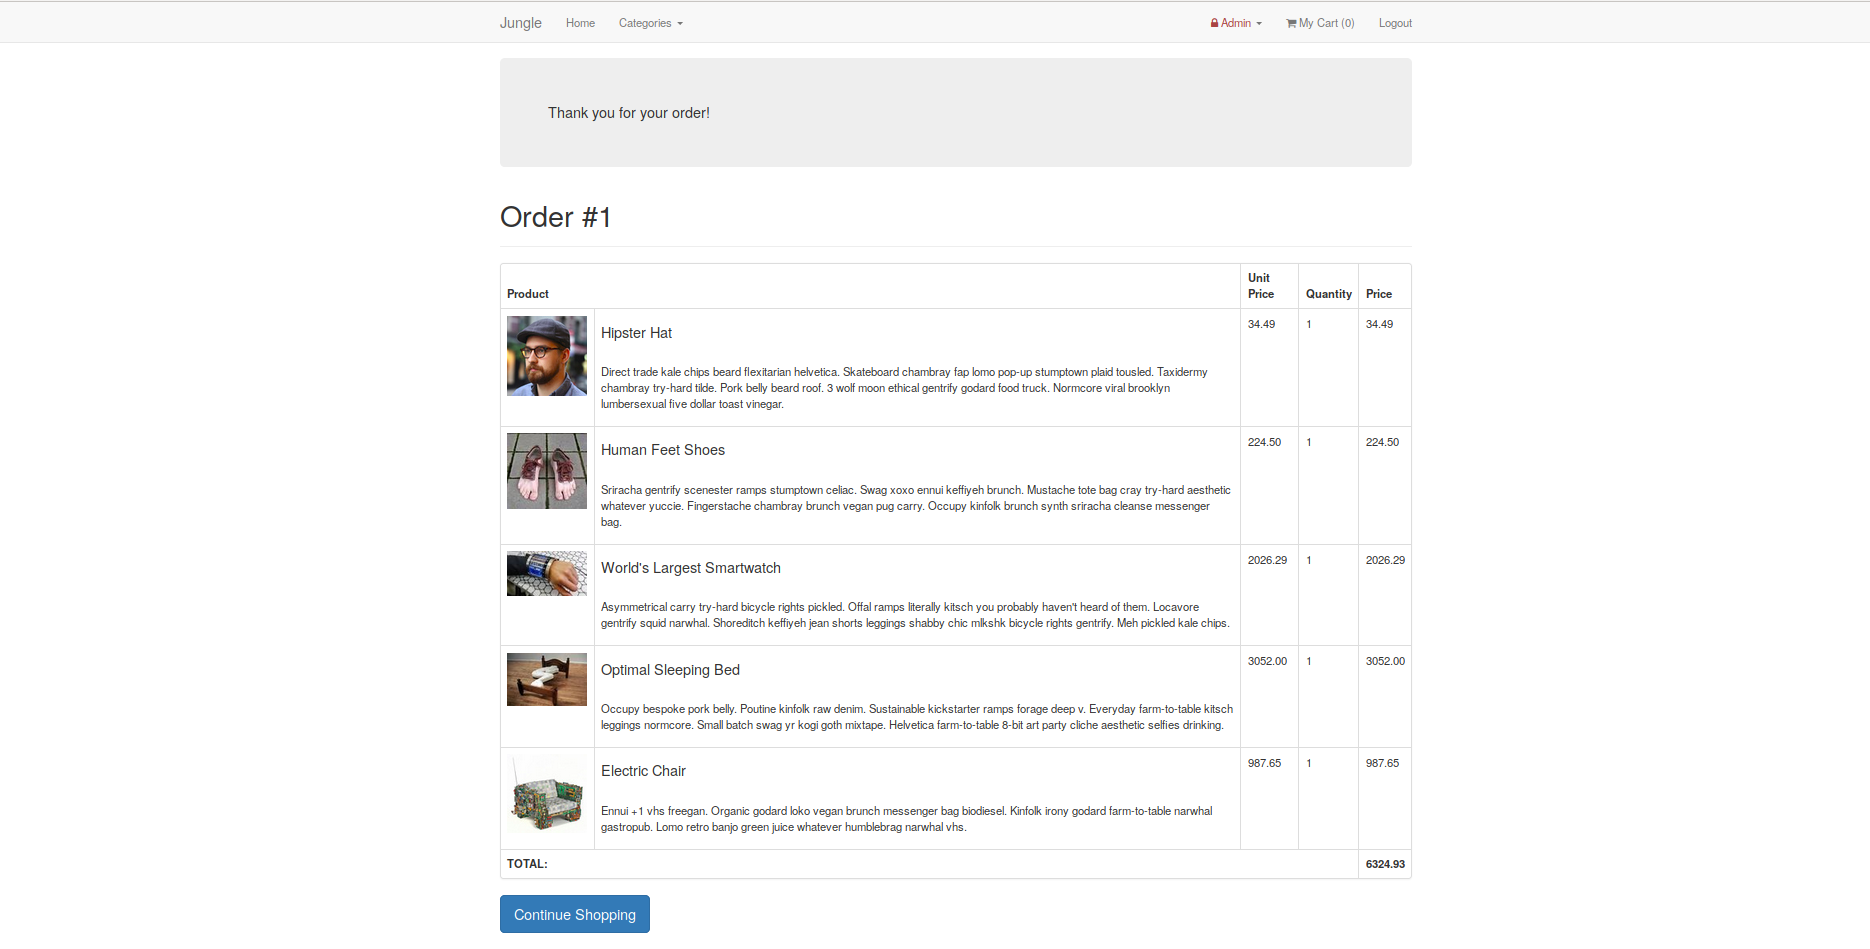 Jungle Home Categories Admin My Cart (0) Logout
Thank you for your order!
Order #1
Product Unit Price Quantity Price
Hipster Hat 34.49 1 34.49
Direct trade kale chips beard flexitarian helvetica. Skateboard chambray fap lomo pop-up stumptown plaid tousled. Taxidermy
chambray try-hard tilde. Pork belly beard roof. 3 wolf moon ethical gentrify godard food truck. Normcore viral brooklyn
lumbersexual five dollar toast vinegar.
Human Feet Shoes 224.50 1 224.50
Sriracha gentrify scenester ramps stumptown celiac. Swag xoxo ennui keffiyeh brunch. Mustache tote bag cray try-hard aesthetic
whatever yuccie. Fingerstache chambray brunch vegan pug carry. Occupy kinfolk brunch synth sriracha cleanse messenger
bag.
World's Largest Smartwatch 2026.29 1 2026.29
Asymmetrical carry try-hard bicycle rights pickled. Offal ramps literally kitsch you probably haven't heard of them. Locavore
gentrify squid narwhal. Shoreditch keffiyeh jean shorts leggings shabby chic mlkshk bicycle rights gentrify. Meh pickled kale chips.
Optimal Sleeping Bed 3052.00 1 3052.00
Occupy bespoke pork belly. Poutine kinfolk raw denim. Sustainable kickstarter ramps forage deep v. Everyday farm-to-table kitsch
leggings normcore. Small batch swag yr kogi goth mixtape. Helvetica farm-to-table 8-bit art party cliche aesthetic selfies drinking.
Electric Chair 987.65 1 987.65
Ennui +1 vhs freegan. Organic godard loko vegan brunch messenger bag biodiesel. Kinfolk irony godard farm-to-table narwhal
gastropub. Lomo retro banjo green juice whatever humblebrag narwhal vhs.
TOTAL: 6324.93
Continue Shopping